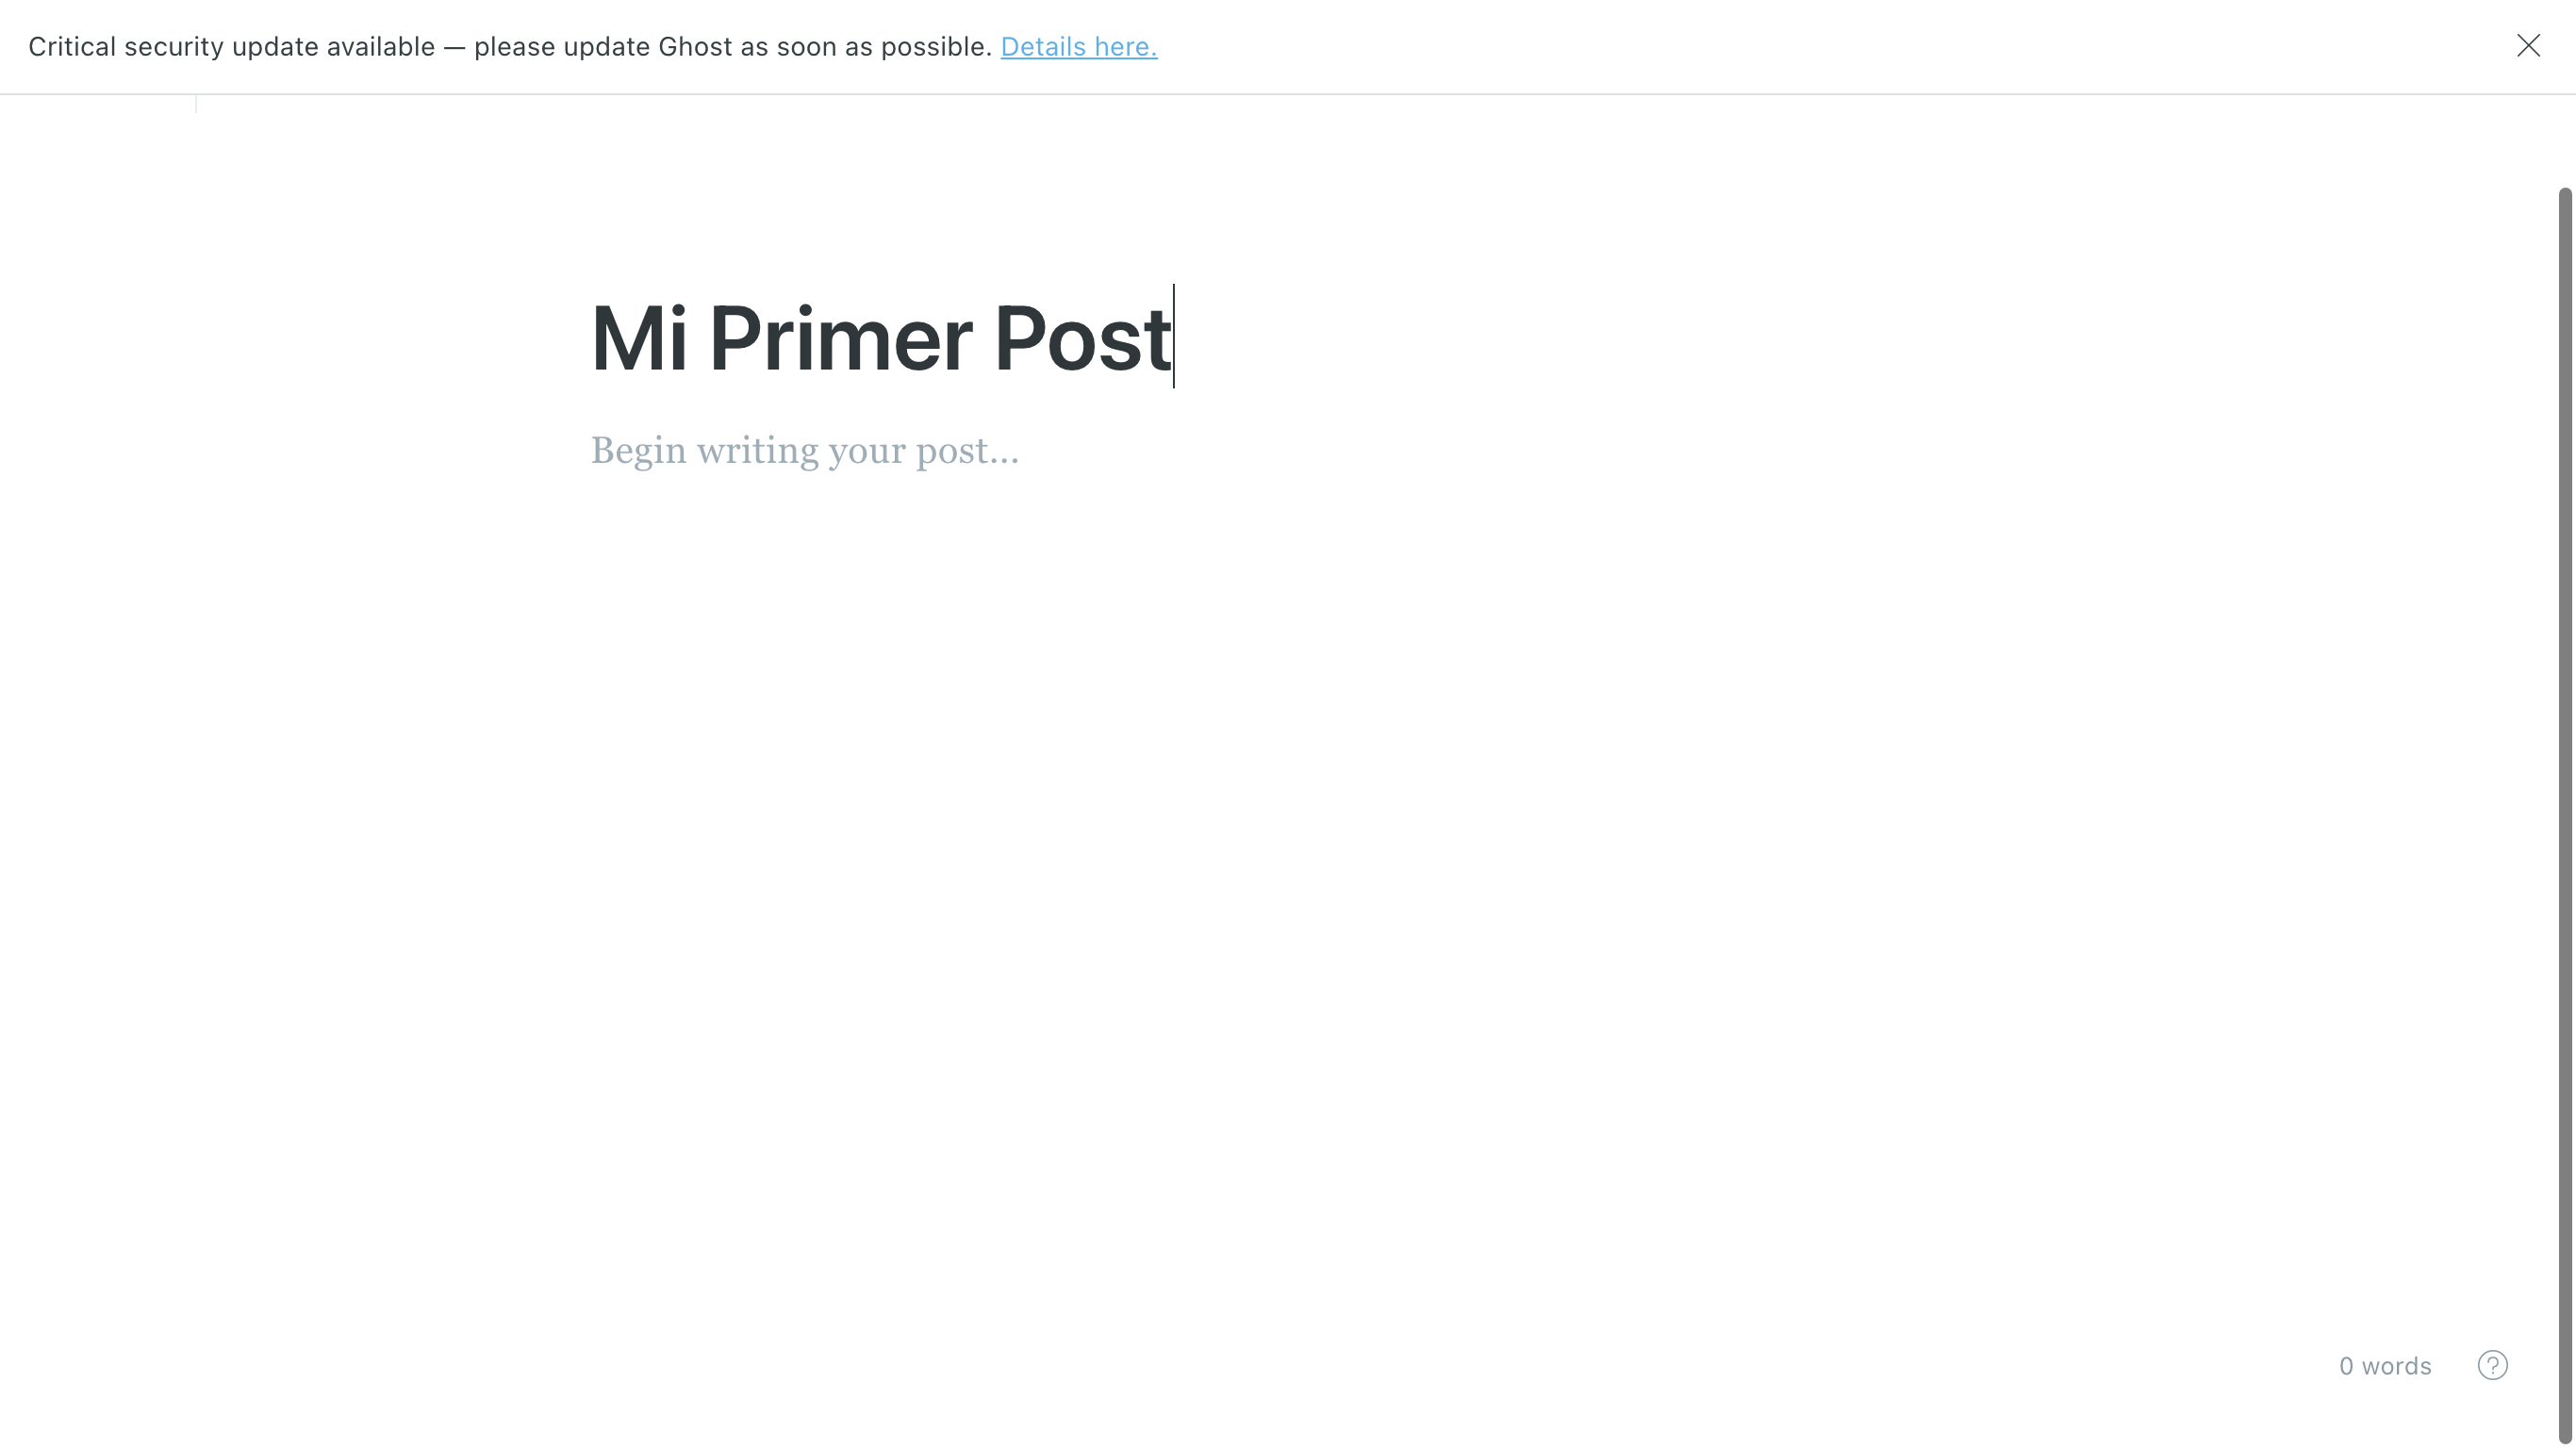 Critical security update available — please update Ghost as soon as possible. Details here.
Mi Primer Post
Begin writing your post...
0 words
?